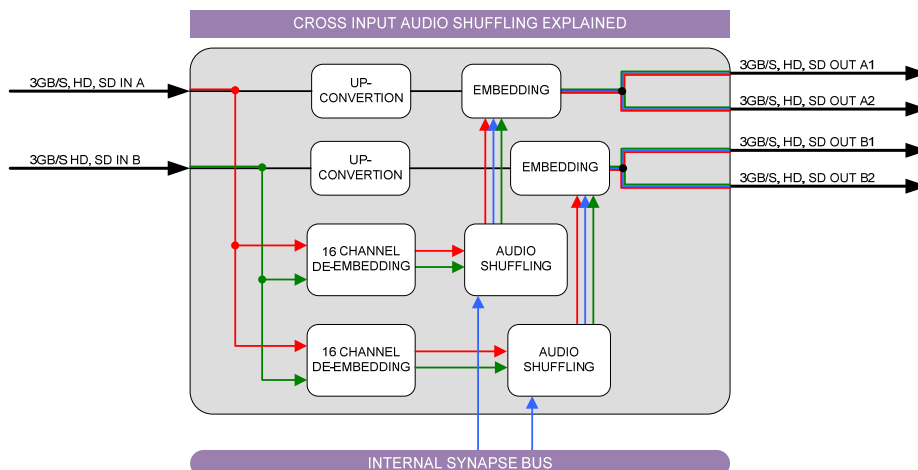 CROSS INPUT AUDIO SHUFFLING EXPLAINED
3GB/S, HD, SD IN A
UP-
CONVERTION
EMBEDDING
3GB/S, HD, SD OUT A1
3GB/S, HD, SD OUT A2
3GB/S HD, SD IN B
UP-
CONVERTION
EMBEDDING
3GB/S, HD, SD OUT B1
3GB/S, HD, SD OUT B2
16 CHANNEL
DE-EMBEDDING
AUDIO
SHUFFLING
16 CHANNEL
DE-EMBEDDING
AUDIO
SHUFFLING
INTERNAL SYNAPSE BUS